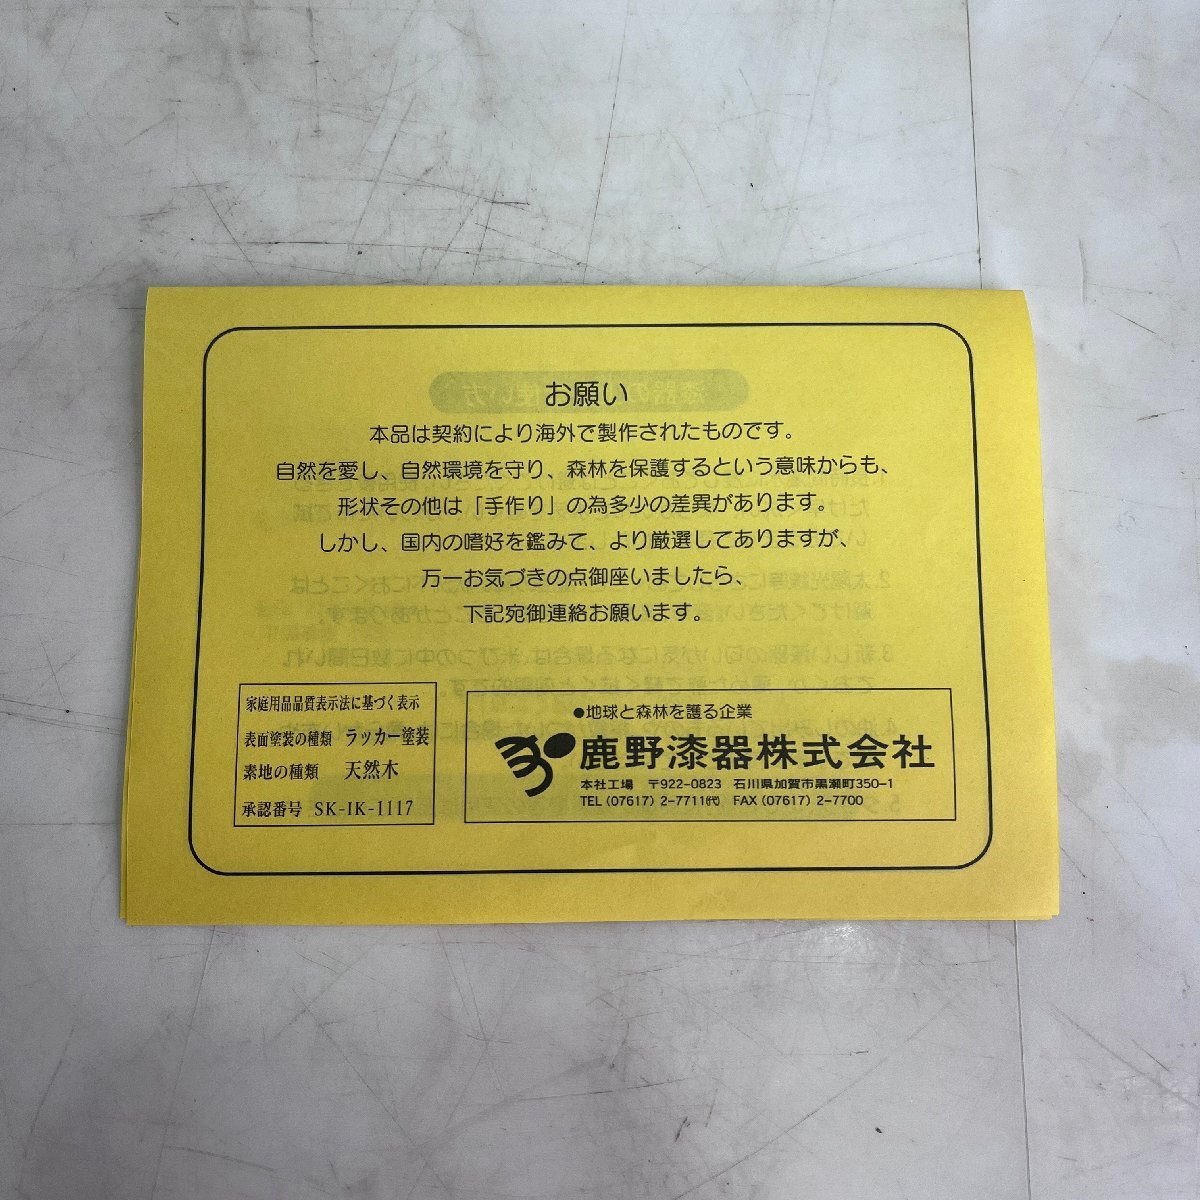 お願い
本品は契約により海外で製作されたものです。
自然を愛し、自然環境を守り、森林を保護するという意味からも、
形状その他は「手作り」の為多少の差異があります。
しかし、国内の嗜好を鑑みて、より厳選してありますが、
万一お気づきの点御座いましたら、
下記宛御連絡お願います。
家庭用品品質表示法に基づく表示
表面塗装の種類 ラッカー塗装
素地の種類 天然木
承認番号 SK-IK-1117
●地球と森林を護る企業
鹿野漆器株式会社
本社工場 〒922-0823 石川県加賀市黒瀬町350-1
TEL (07617) 2-7711㈹ FAX (07617) 2-7700